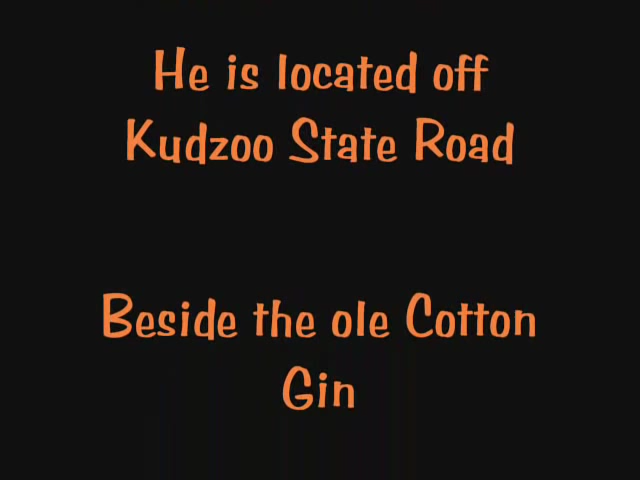 He is located off
Kudzoo State Road
Beside the ole Cotton
Gin